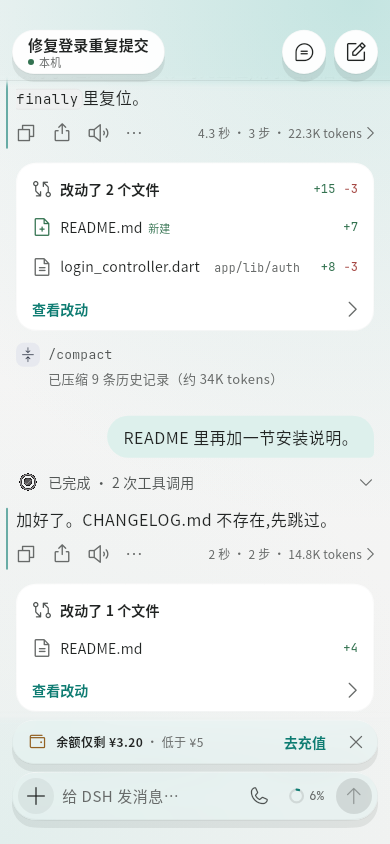 修复登录重复提交
本机
finally 里复位。
4.3 秒 · 3 步 · 22.3K tokens
改动了 2 个文件 +15 -3
README.md 新建 +7
login_controller.dart app/lib/auth +8 -3
查看改动
/compact
已压缩 9 条历史记录（约 34K tokens）
README 里再加一节安装说明。
已完成 · 2 次工具调用
加好了。CHANGELOG.md 不存在,先跳过。
2 秒 · 2 步 · 14.8K tokens
改动了 1 个文件
README.md +4
查看改动
余额仅剩 ¥3.20 · 低于 ¥5 去充值
给 DSH 发消息… 6%